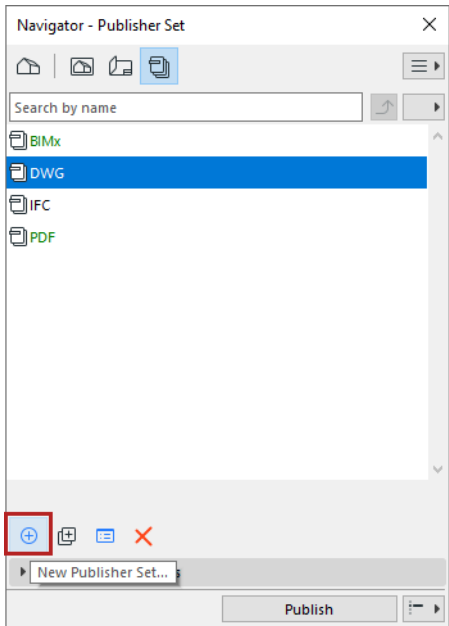 Navigator - Publisher Set
Search by name
BIMx
DWG
IFC
PDF
New Publisher Set...
Publish